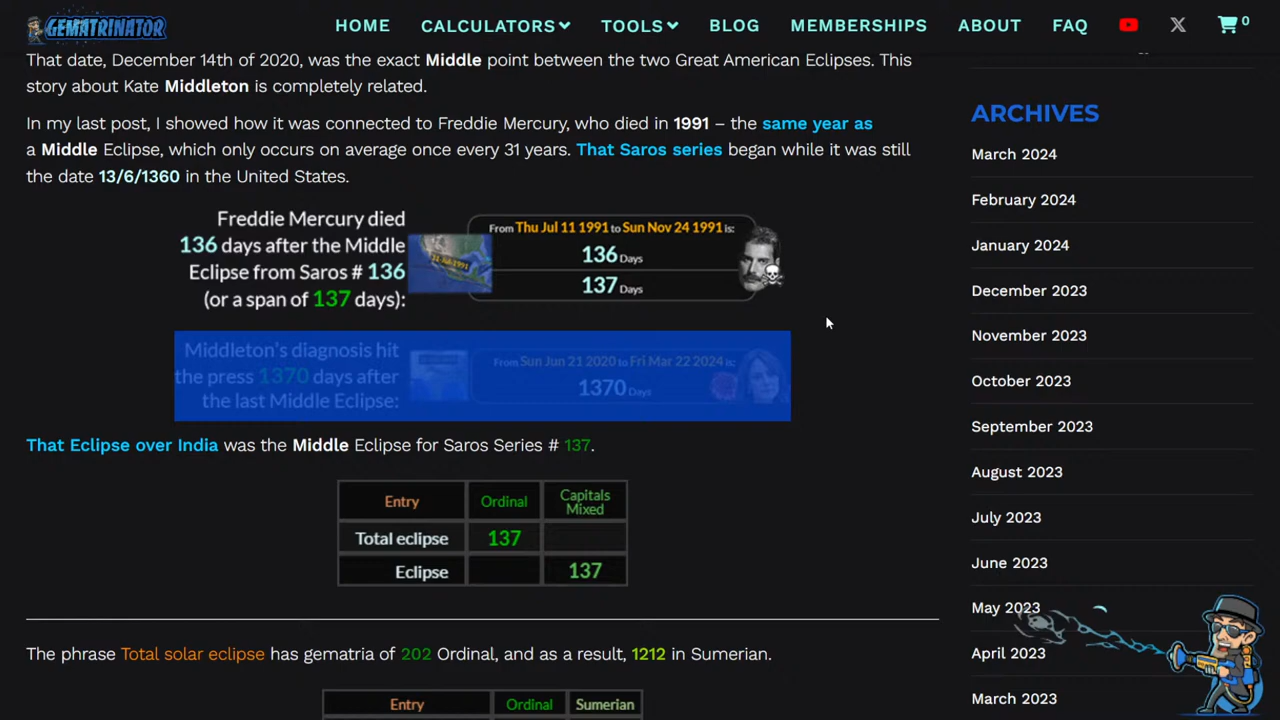 GEMATRINATOR
HOME CALCULATORS TOOLS BLOG MEMBERSHIPS ABOUT FAQ 0
That date, December 14th of 2020, was the exact Middle point between the two Great American Eclipses. This
story about Kate Middleton is completely related.
In my last post, I showed how it was connected to Freddie Mercury, who died in 1991 – the same year as
a Middle Eclipse, which only occurs on average once every 31 years. That Saros series began while it was still
the date 13/6/1360 in the United States.
Freddie Mercury died
136 days after the Middle
Eclipse from Saros # 136
(or a span of 137 days):
From Thu Jul 11 1991 to Sun Nov 24 1991 is:
136 Days
137 Days
Middleton's diagnosis hit
the press 1370 days after
the last Middle Eclipse:
From Sun Jun 21 2020 to Fri Mar 22 2024 is:
1370 Days
That Eclipse over India was the Middle Eclipse for Saros Series # 137.
Entry Ordinal Capitals Mixed
Total eclipse 137
Eclipse 137
The phrase Total solar eclipse has gematria of 202 Ordinal, and as a result, 1212 in Sumerian.
Entry Ordinal Sumerian
ARCHIVES
March 2024
February 2024
January 2024
December 2023
November 2023
October 2023
September 2023
August 2023
July 2023
June 2023
May 2023
April 2023
March 2023